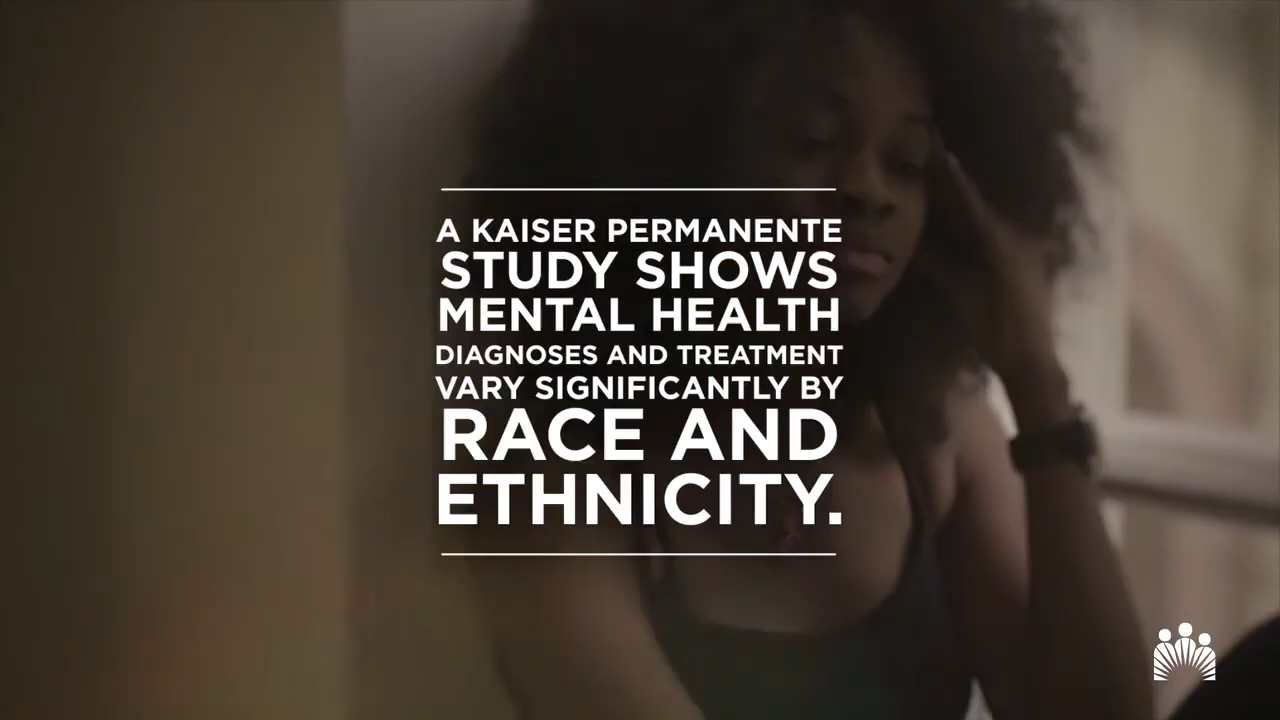 A KAISER PERMANENTE
STUDY SHOWS
MENTAL HEALTH
DIAGNOSES AND TREATMENT
VARY SIGNIFICANTLY BY
RACE AND
ETHNICITY.